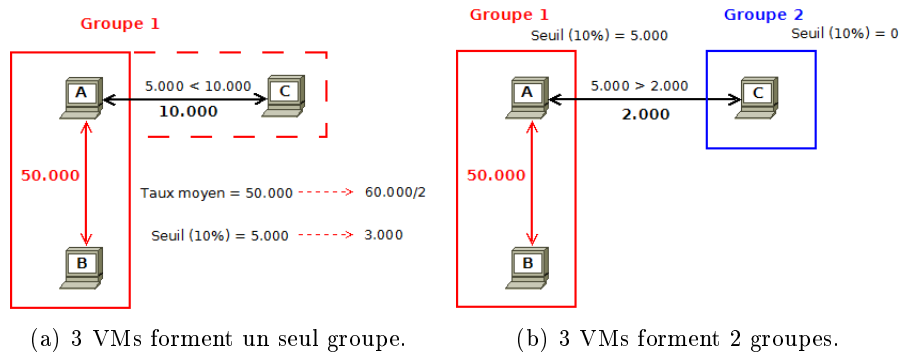 Groupe 1
A
5.000 < 10.000
10.000
C
50.000
Taux moyen = 50.000
60.000/2
Seuil (10%) = 5.000
3.000
B
(a) 3 VMs forment un seul groupe.
Groupe 1
Groupe 2
Seuil (10%) = 5.000
Seuil (10%) = 0
A
5.000 > 2.000
2.000
C
50.000
B
(b) 3 VMs forment 2 groupes.